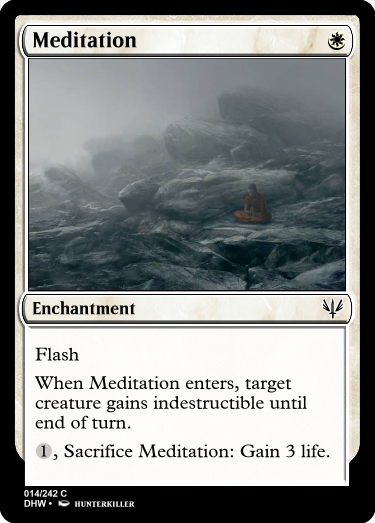 Meditation
Enchantment
Flash
When Meditation enters, target
creature gains indestructible until
end of turn.
1, Sacrifice Meditation: Gain 3 life.
014/242 C
DHW • HUNTERKILLER